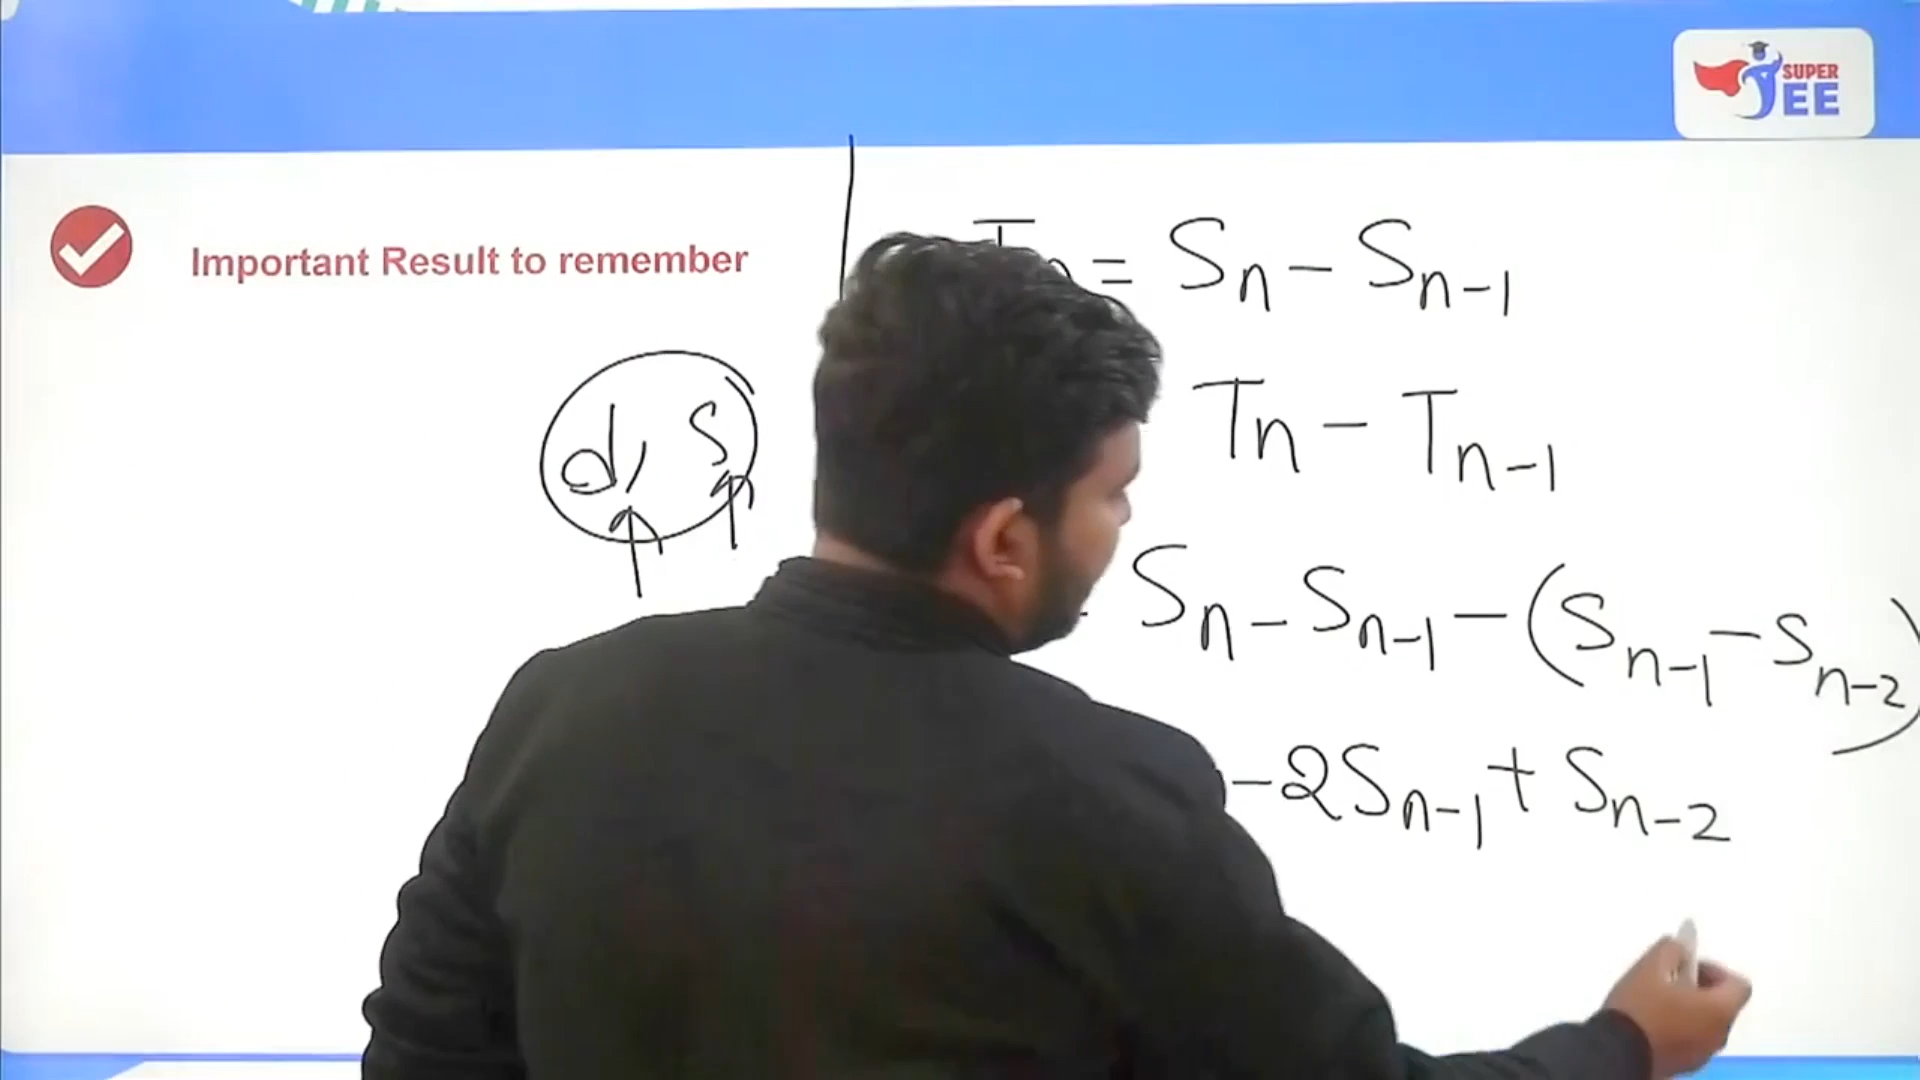 SUPER
JEE
Important Result to remember
T n = Sn - Sn-1
d, S
Tn - Tn-1
Sn - Sn-1 - (Sn-1 - Sn-2)
- 2Sn-1 + Sn-2